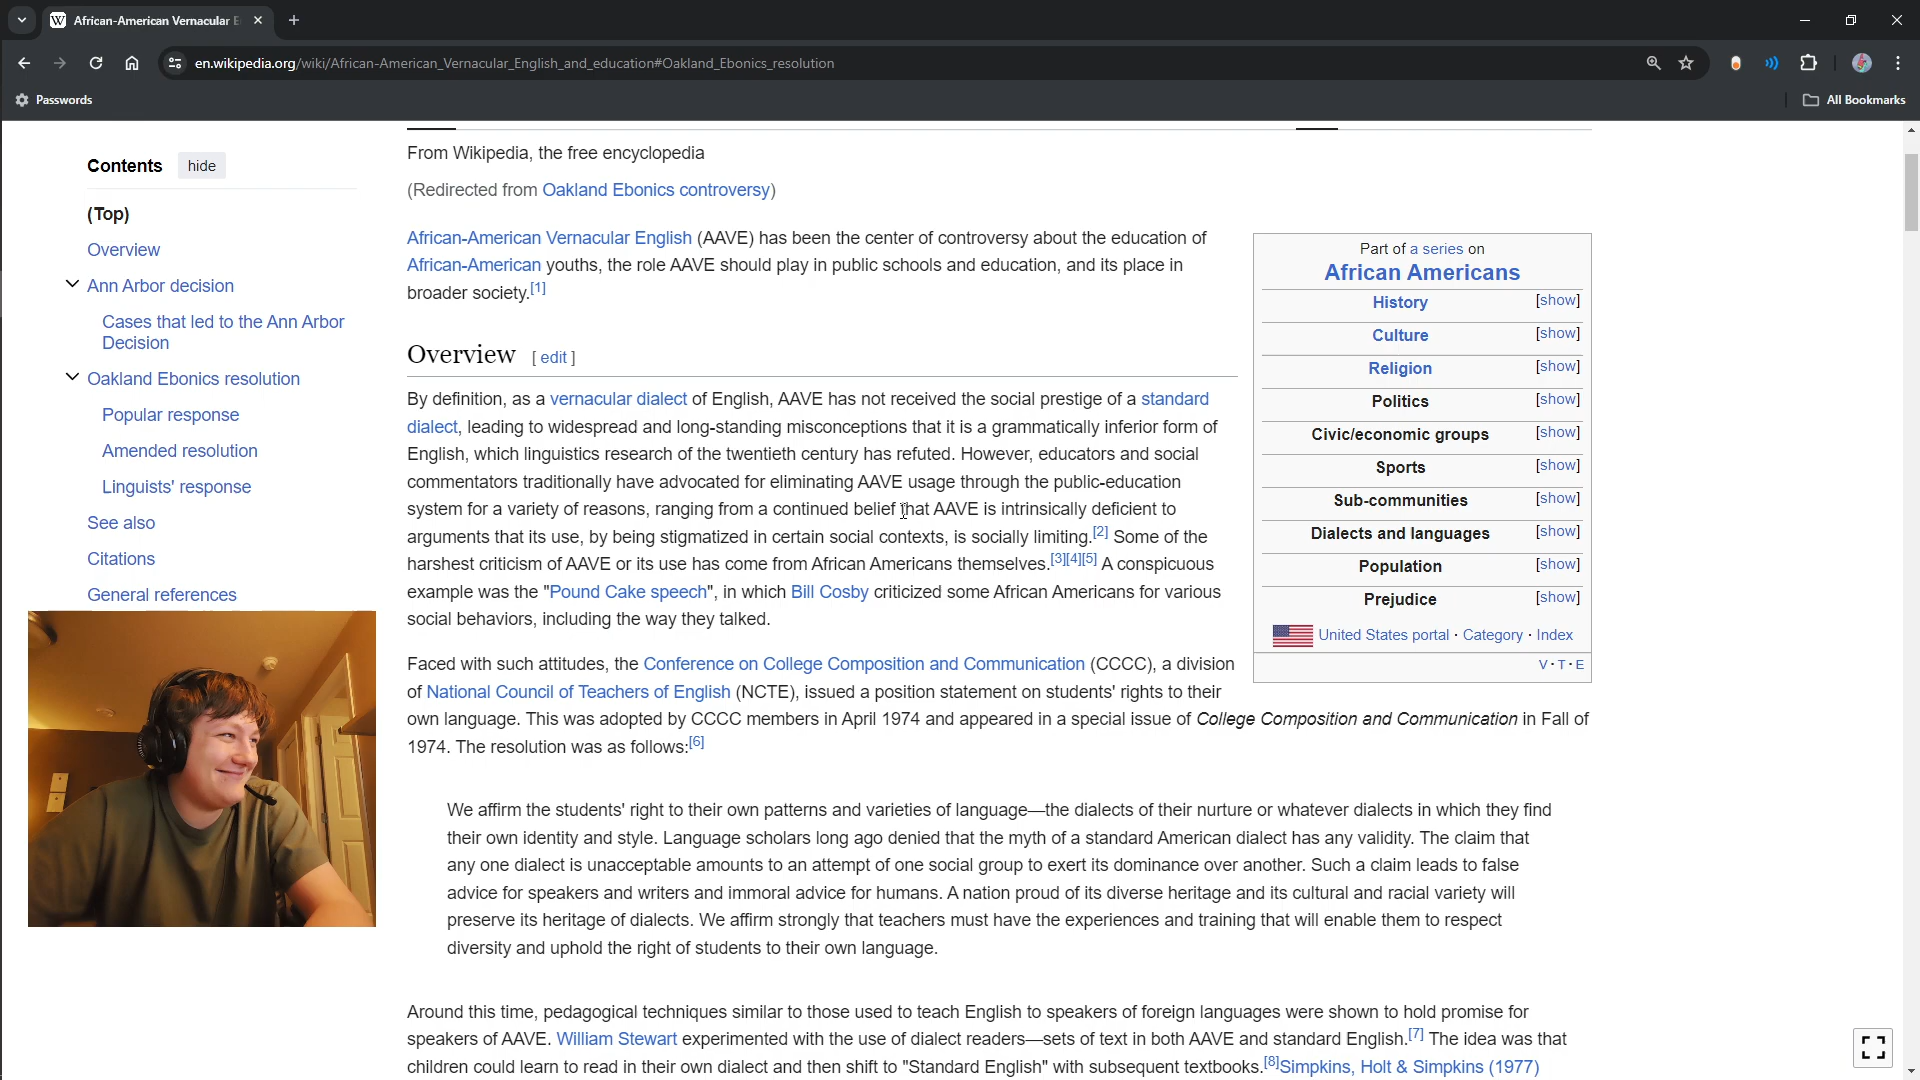 African-American Vernacular E
en.wikipedia.org/wiki/African-American_Vernacular_English_and_education#Oakland_Ebonics_resolution
Passwords
All Bookmarks
Contents hide
(Top)
Overview
Ann Arbor decision
Cases that led to the Ann Arbor
Decision
Oakland Ebonics resolution
Popular response
Amended resolution
Linguists' response
See also
Citations
General references
From Wikipedia, the free encyclopedia
(Redirected from Oakland Ebonics controversy)
African-American Vernacular English (AAVE) has been the center of controversy about the education of
African-American youths, the role AAVE should play in public schools and education, and its place in
broader society.[1]
Overview [ edit ]
By definition, as a vernacular dialect of English, AAVE has not received the social prestige of a standard
dialect, leading to widespread and long-standing misconceptions that it is a grammatically inferior form of
English, which linguistics research of the twentieth century has refuted. However, educators and social
commentators traditionally have advocated for eliminating AAVE usage through the public-education
system for a variety of reasons, ranging from a continued belief that AAVE is intrinsically deficient to
arguments that its use, by being stigmatized in certain social contexts, is socially limiting.[2] Some of the
harshest criticism of AAVE or its use has come from African Americans themselves.[3][4][5] A conspicuous
example was the "Pound Cake speech", in which Bill Cosby criticized some African Americans for various
social behaviors, including the way they talked.
Faced with such attitudes, the Conference on College Composition and Communication (CCCC), a division
of National Council of Teachers of English (NCTE), issued a position statement on students' rights to their
own language. This was adopted by CCCC members in April 1974 and appeared in a special issue of College Composition and Communication in Fall of
1974. The resolution was as follows:[6]
We affirm the students' right to their own patterns and varieties of language—the dialects of their nurture or whatever dialects in which they find
their own identity and style. Language scholars long ago denied that the myth of a standard American dialect has any validity. The claim that
any one dialect is unacceptable amounts to an attempt of one social group to exert its dominance over another. Such a claim leads to false
advice for speakers and writers and immoral advice for humans. A nation proud of its diverse heritage and its cultural and racial variety will
preserve its heritage of dialects. We affirm strongly that teachers must have the experiences and training that will enable them to respect
diversity and uphold the right of students to their own language.
Around this time, pedagogical techniques similar to those used to teach English to speakers of foreign languages were shown to hold promise for
speakers of AAVE. William Stewart experimented with the use of dialect readers—sets of text in both AAVE and standard English.[7] The idea was that
children could learn to read in their own dialect and then shift to "Standard English" with subsequent textbooks.[8]Simpkins, Holt & Simpkins (1977)
Part of a series on
African Americans
History [show]
Culture [show]
Religion [show]
Politics [show]
Civic/economic groups [show]
Sports [show]
Sub-communities [show]
Dialects and languages [show]
Population [show]
Prejudice [show]
United States portal · Category · Index
V · T · E